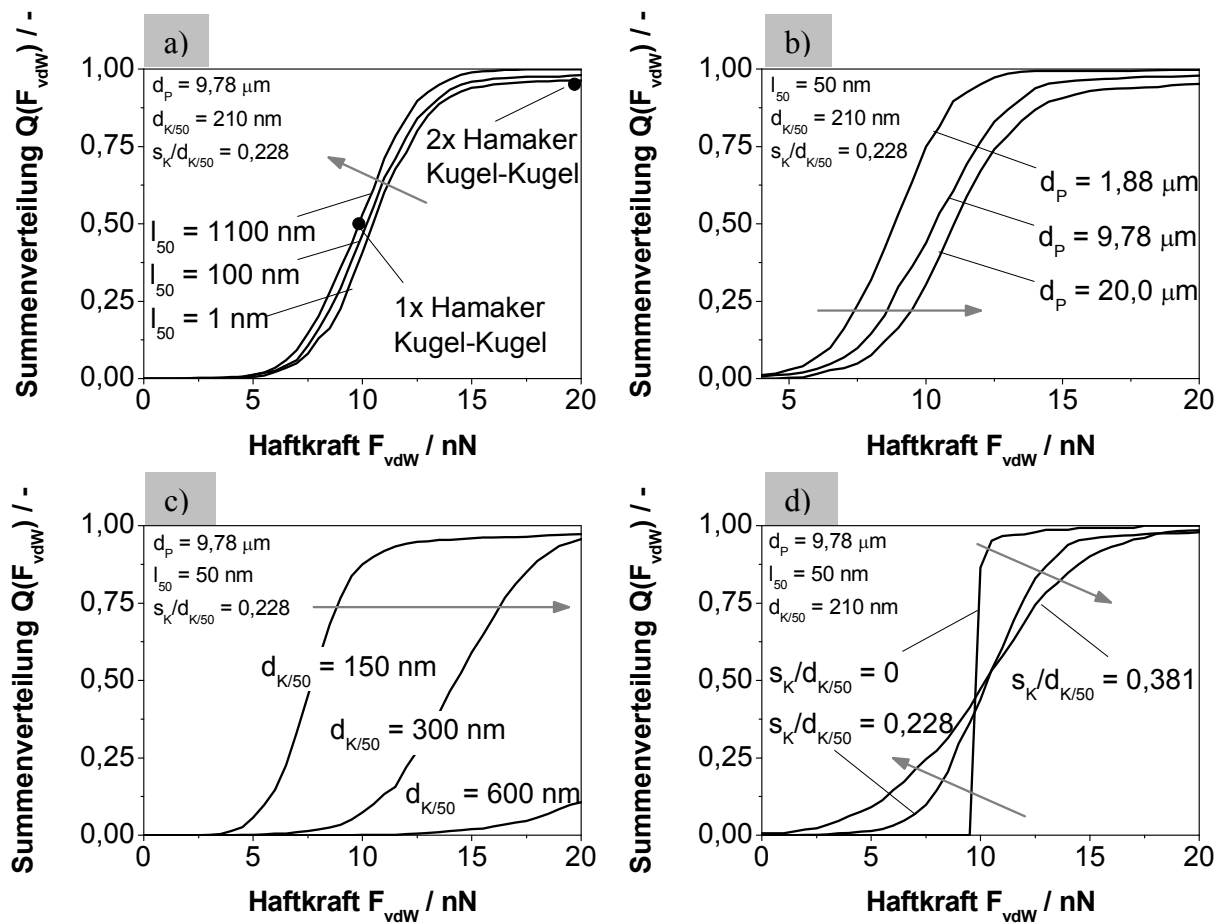 a)
Summenverteilung Q(F_vdW) / -
1,00
0,75
0,50
0,25
0,00
d_P = 9,78 µm
d_K/50 = 210 nm
s_K/d_K/50 = 0,228
2x Hamaker
Kugel-Kugel
l_50 = 1100 nm
l_50 = 100 nm
l_50 = 1 nm
1x Hamaker
Kugel-Kugel
0 5 10 15 20
Haftkraft F_vdW / nN
b)
Summenverteilung Q(F_vdW) / -
1,00
0,75
0,50
0,25
0,00
l_50 = 50 nm
d_K/50 = 210 nm
s_K/d_K/50 = 0,228
d_P = 1,88 µm
d_P = 9,78 µm
d_P = 20,0 µm
5 10 15 20
Haftkraft F_vdW / nN
c)
Summenverteilung Q(F_vdW) / -
1,00
0,75
0,50
0,25
0,00
d_P = 9,78 µm
l_50 = 50 nm
s_K/d_K/50 = 0,228
d_K/50 = 150 nm
d_K/50 = 300 nm
d_K/50 = 600 nm
0 5 10 15 20
Haftkraft F_vdW / nN
d)
Summenverteilung Q(F_vdW) / -
1,00
0,75
0,50
0,25
0,00
d_P = 9,78 µm
l_50 = 50 nm
d_K/50 = 210 nm
s_K/d_K/50 = 0
s_K/d_K/50 = 0,381
s_K/d_K/50 = 0,228
0 5 10 15 20
Haftkraft F_vdW / nN